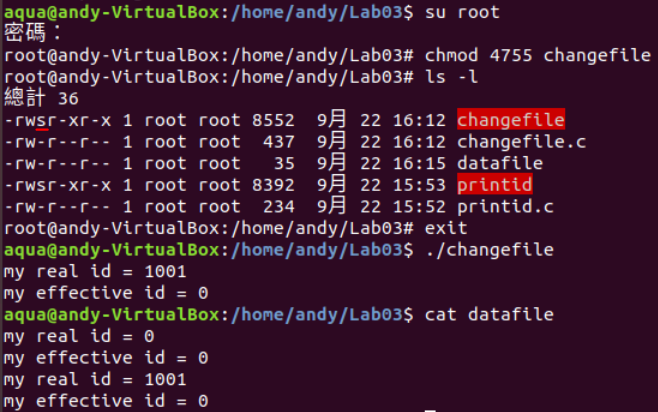 aqua@andy-VirtualBox:/home/andy/Lab03$ su root
密碼：
root@andy-VirtualBox:/home/andy/Lab03# chmod 4755 changefile
root@andy-VirtualBox:/home/andy/Lab03# ls -l
總計 36
-rwsr-xr-x 1 root root 8552  9月 22 16:12 changefile
-rw-r--r-- 1 root root  437  9月 22 16:12 changefile.c
-rw-r--r-- 1 root root   35  9月 22 16:15 datafile
-rwsr-xr-x 1 root root 8392  9月 22 15:53 printid
-rw-r--r-- 1 root root  234  9月 22 15:52 printid.c
root@andy-VirtualBox:/home/andy/Lab03# exit
aqua@andy-VirtualBox:/home/andy/Lab03$ ./changefile
my real id = 1001
my effective id = 0
aqua@andy-VirtualBox:/home/andy/Lab03$ cat datafile
my real id = 0
my effective id = 0
my real id = 1001
my effective id = 0